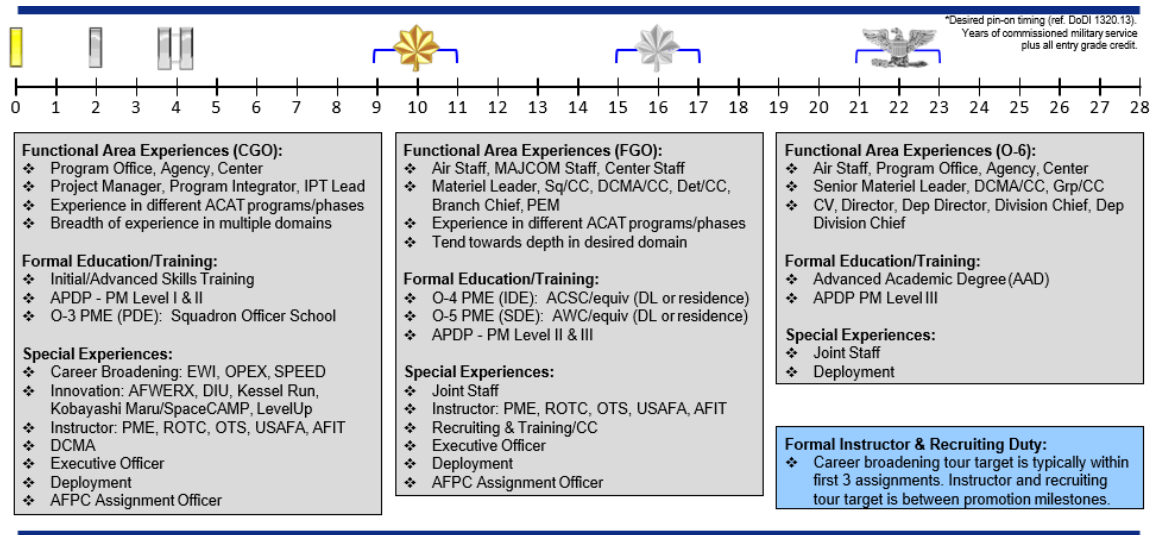 *Desired pin-on timing (ref. DoDI 1320.13).
Years of commissioned military service
plus all entry grade credit.
0 1 2 3 4 5 6 7 8 9 10 11 12 13 14 15 16 17 18 19 20 21 22 23 24 25 26 27 28
Functional Area Experiences (CGO):
❖ Program Office, Agency, Center
❖ Project Manager, Program Integrator, IPT Lead
❖ Experience in different ACAT programs/phases
❖ Breadth of experience in multiple domains
Formal Education/Training:
❖ Initial/Advanced Skills Training
❖ APDP - PM Level I & II
❖ O-3 PME (PDE): Squadron Officer School
Special Experiences:
❖ Career Broadening: EWI, OPEX, SPEED
❖ Innovation: AFWERX, DIU, Kessel Run,
Kobayashi Maru/SpaceCAMP, LevelUp
❖ Instructor: PME, ROTC, OTS, USAFA, AFIT
❖ DCMA
❖ Executive Officer
❖ Deployment
❖ AFPC Assignment Officer
Functional Area Experiences (FGO):
❖ Air Staff, MAJCOM Staff, Center Staff
❖ Materiel Leader, Sq/CC, DCMA/CC, Det/CC,
Branch Chief, PEM
❖ Experience in different ACAT programs/phases
❖ Tend towards depth in desired domain
Formal Education/Training:
❖ O-4 PME (IDE): ACSC/equiv (DL or residence)
❖ O-5 PME (SDE): AWC/equiv (DL or residence)
❖ APDP - PM Level II & III
Special Experiences:
❖ Joint Staff
❖ Instructor: PME, ROTC, OTS, USAFA, AFIT
❖ Recruiting & Training/CC
❖ Executive Officer
❖ Deployment
❖ AFPC Assignment Officer
Functional Area Experiences (O-6):
❖ Air Staff, Program Office, Agency, Center
❖ Senior Materiel Leader, DCMA/CC, Grp/CC
❖ CV, Director, Dep Director, Division Chief, Dep
Division Chief
Formal Education/Training:
❖ Advanced Academic Degree (AAD)
❖ APDP PM Level III
Special Experiences:
❖ Joint Staff
❖ Deployment
Formal Instructor & Recruiting Duty:
❖ Career broadening tour target is typically within
first 3 assignments. Instructor and recruiting
tour target is between promotion milestones.